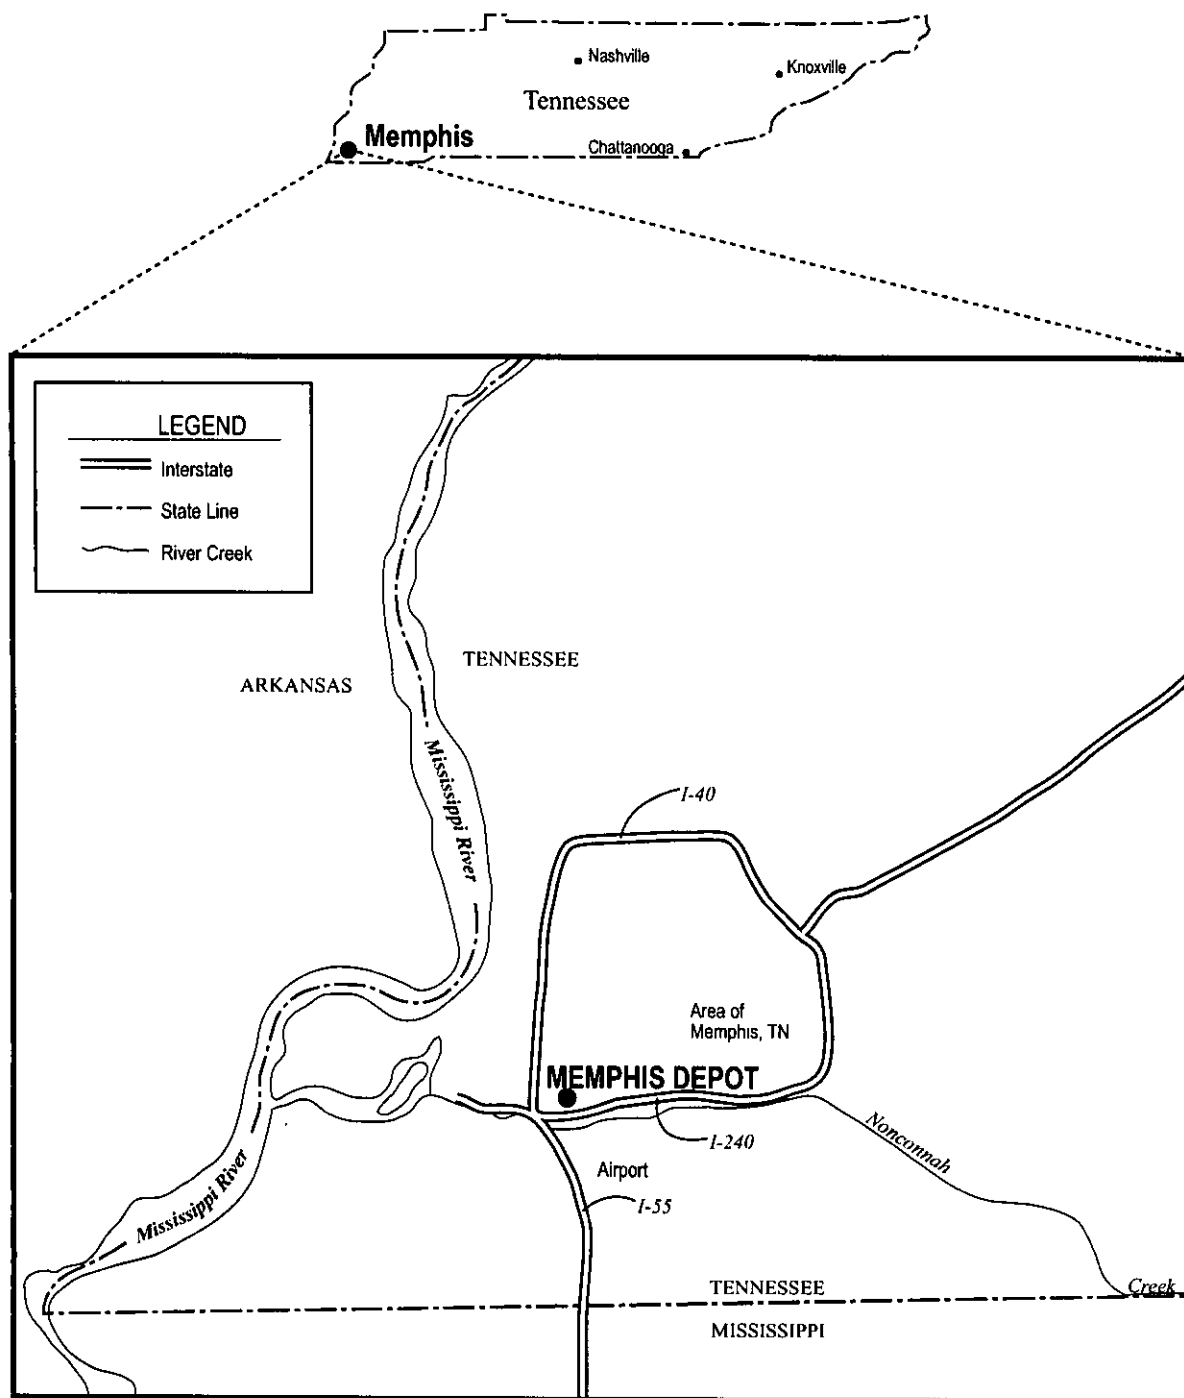 Nashville
Knoxville
Tennessee
Memphis
Chattanooga
LEGEND
Interstate
State Line
River Creek
TENNESSEE
ARKANSAS
Mississippi River
I-40
Area of
Memphis, TN
MEMPHIS DEPOT
Nonconnah
I-240
Airport
Mississippi River
I-55
TENNESSEE
Creek
MISSISSIPPI